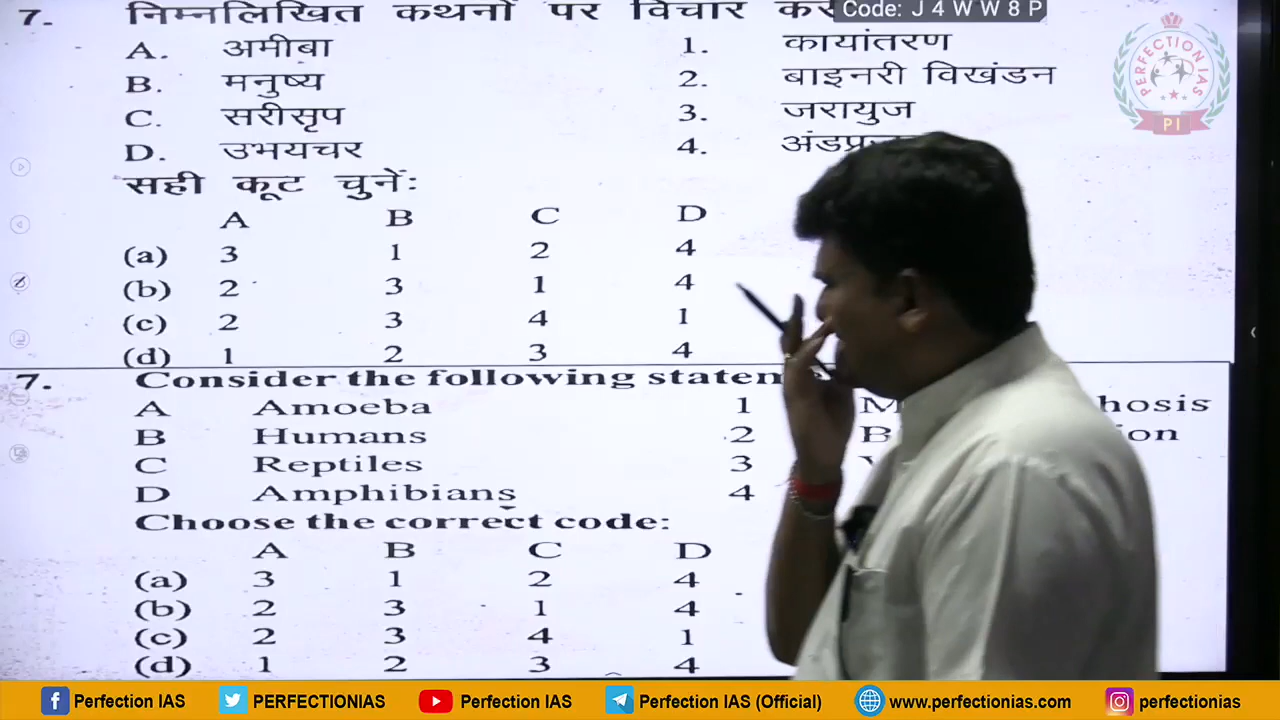 7. निम्नलिखित कथनों पर विचार
Code: J 4 W W 8 P
A. अमीबा 1. कायांतरण
B. मनुष्य 2. बाइनरी विखंडन
C. सरीसृप 3. जरायुज
D. उभयचर 4.
सही कूट चुनें:
A B C D
(a) 3 1 2 4
(b) 2 3 1 4
(c) 2 3 4 1
(d) 1 2 3 4
7. Consider the following
A Amoeba 1
B Humans 2
C Reptiles 3
D Amphibians 4
Choose the correct code:
A B C D
(a) 3 1 2 4
(b) 2 3 1 4
(c) 2 3 4 1
(d) 1 2 3 4
PERFECTION IAS
PI
Perfection IAS PERFECTIONIAS Perfection IAS Perfection IAS (Official) www.perfectionias.com perfectionias